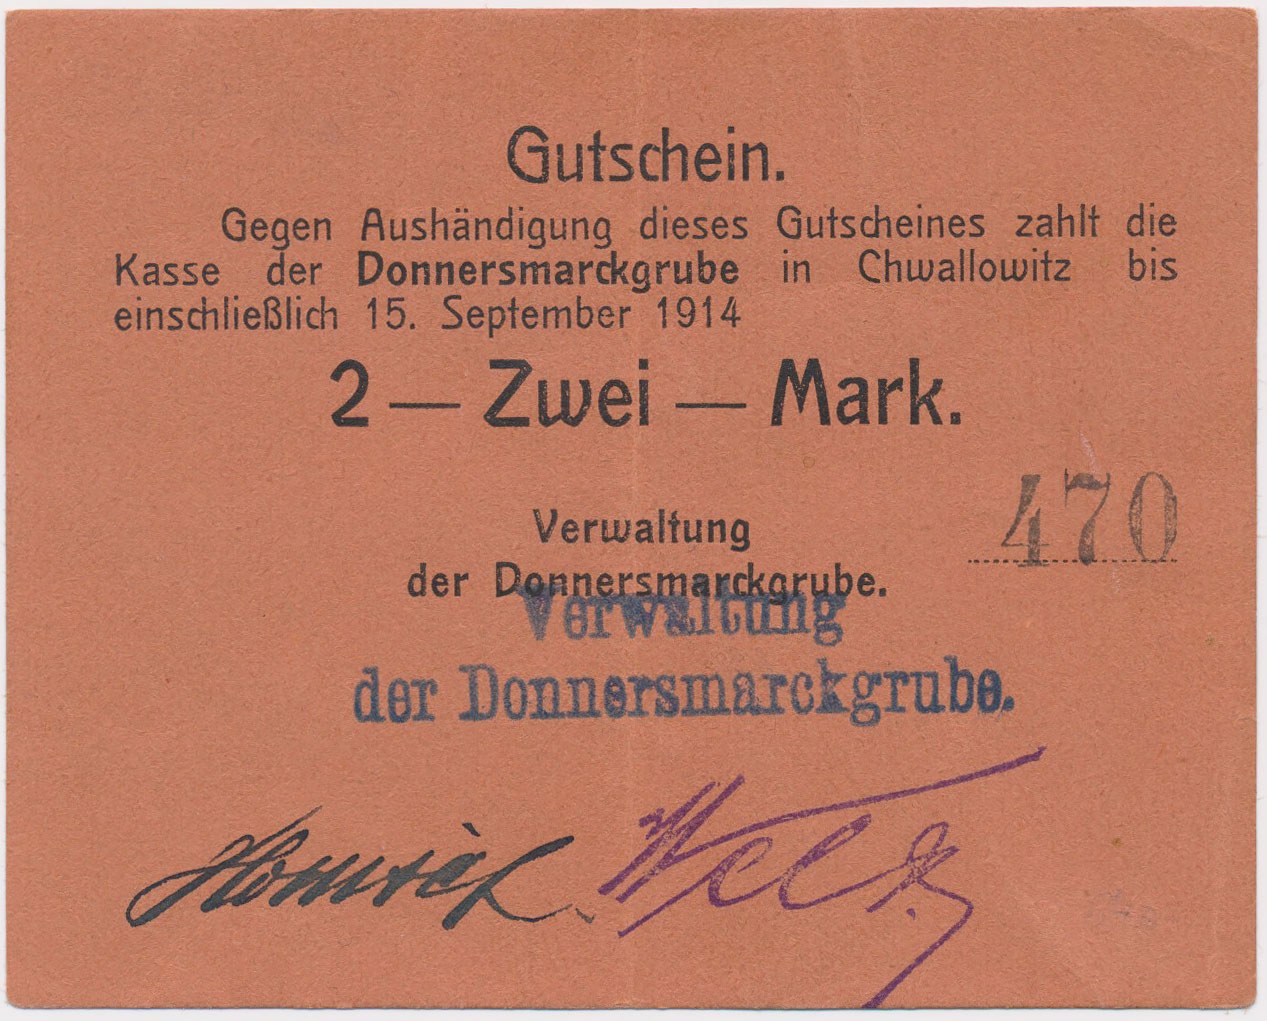 Gutschein.
Gegen Aushändigung dieses Gutscheines zahlt die
Kasse der Donnersmarckgrube in Chwallowitz bis
einschließlich 15. September 1914
2 — Zwei — Mark.
470
Verwaltung
der Donnersmarckgrube.
Verwaltung
der Donnersmarckgrube.